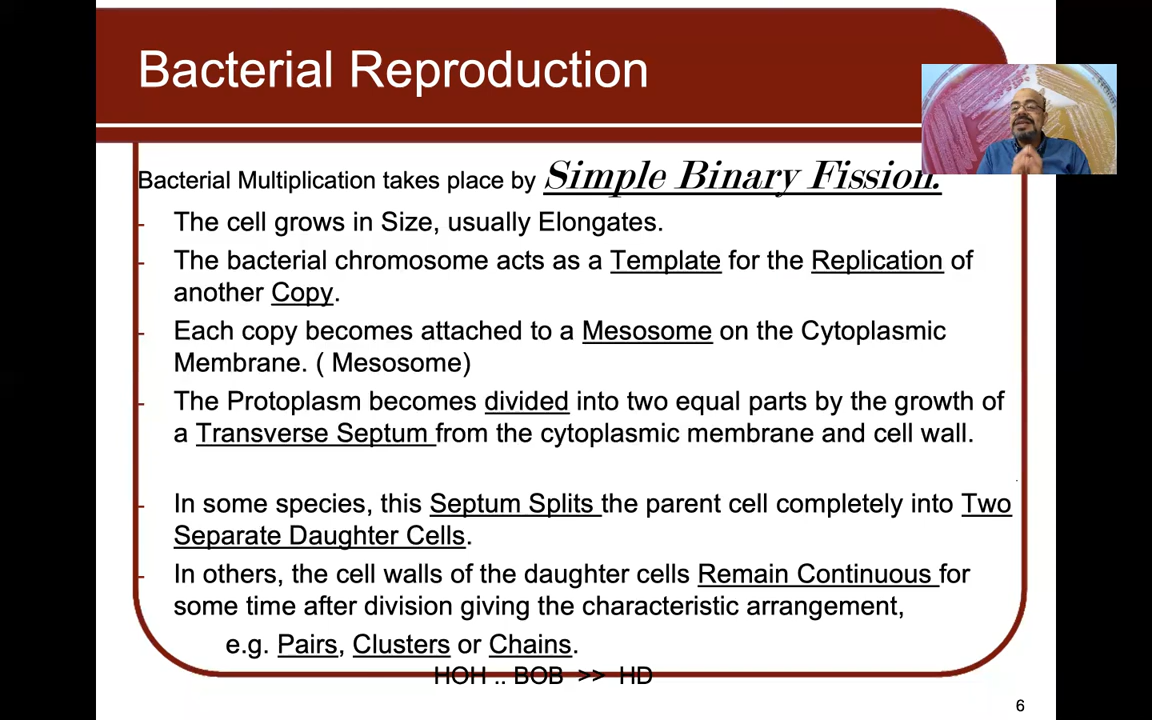 Bacterial Reproduction
Bacterial Multiplication takes place by Simple Binary Fission.
- The cell grows in Size, usually Elongates.
- The bacterial chromosome acts as a Template for the Replication of
another Copy.
- Each copy becomes attached to a Mesosome on the Cytoplasmic
Membrane. ( Mesosome)
- The Protoplasm becomes divided into two equal parts by the growth of
a Transverse Septum from the cytoplasmic membrane and cell wall.
- In some species, this Septum Splits the parent cell completely into Two
Separate Daughter Cells.
- In others, the cell walls of the daughter cells Remain Continuous for
some time after division giving the characteristic arrangement,
e.g. Pairs, Clusters or Chains.
HOH .. BOB >> HD
6